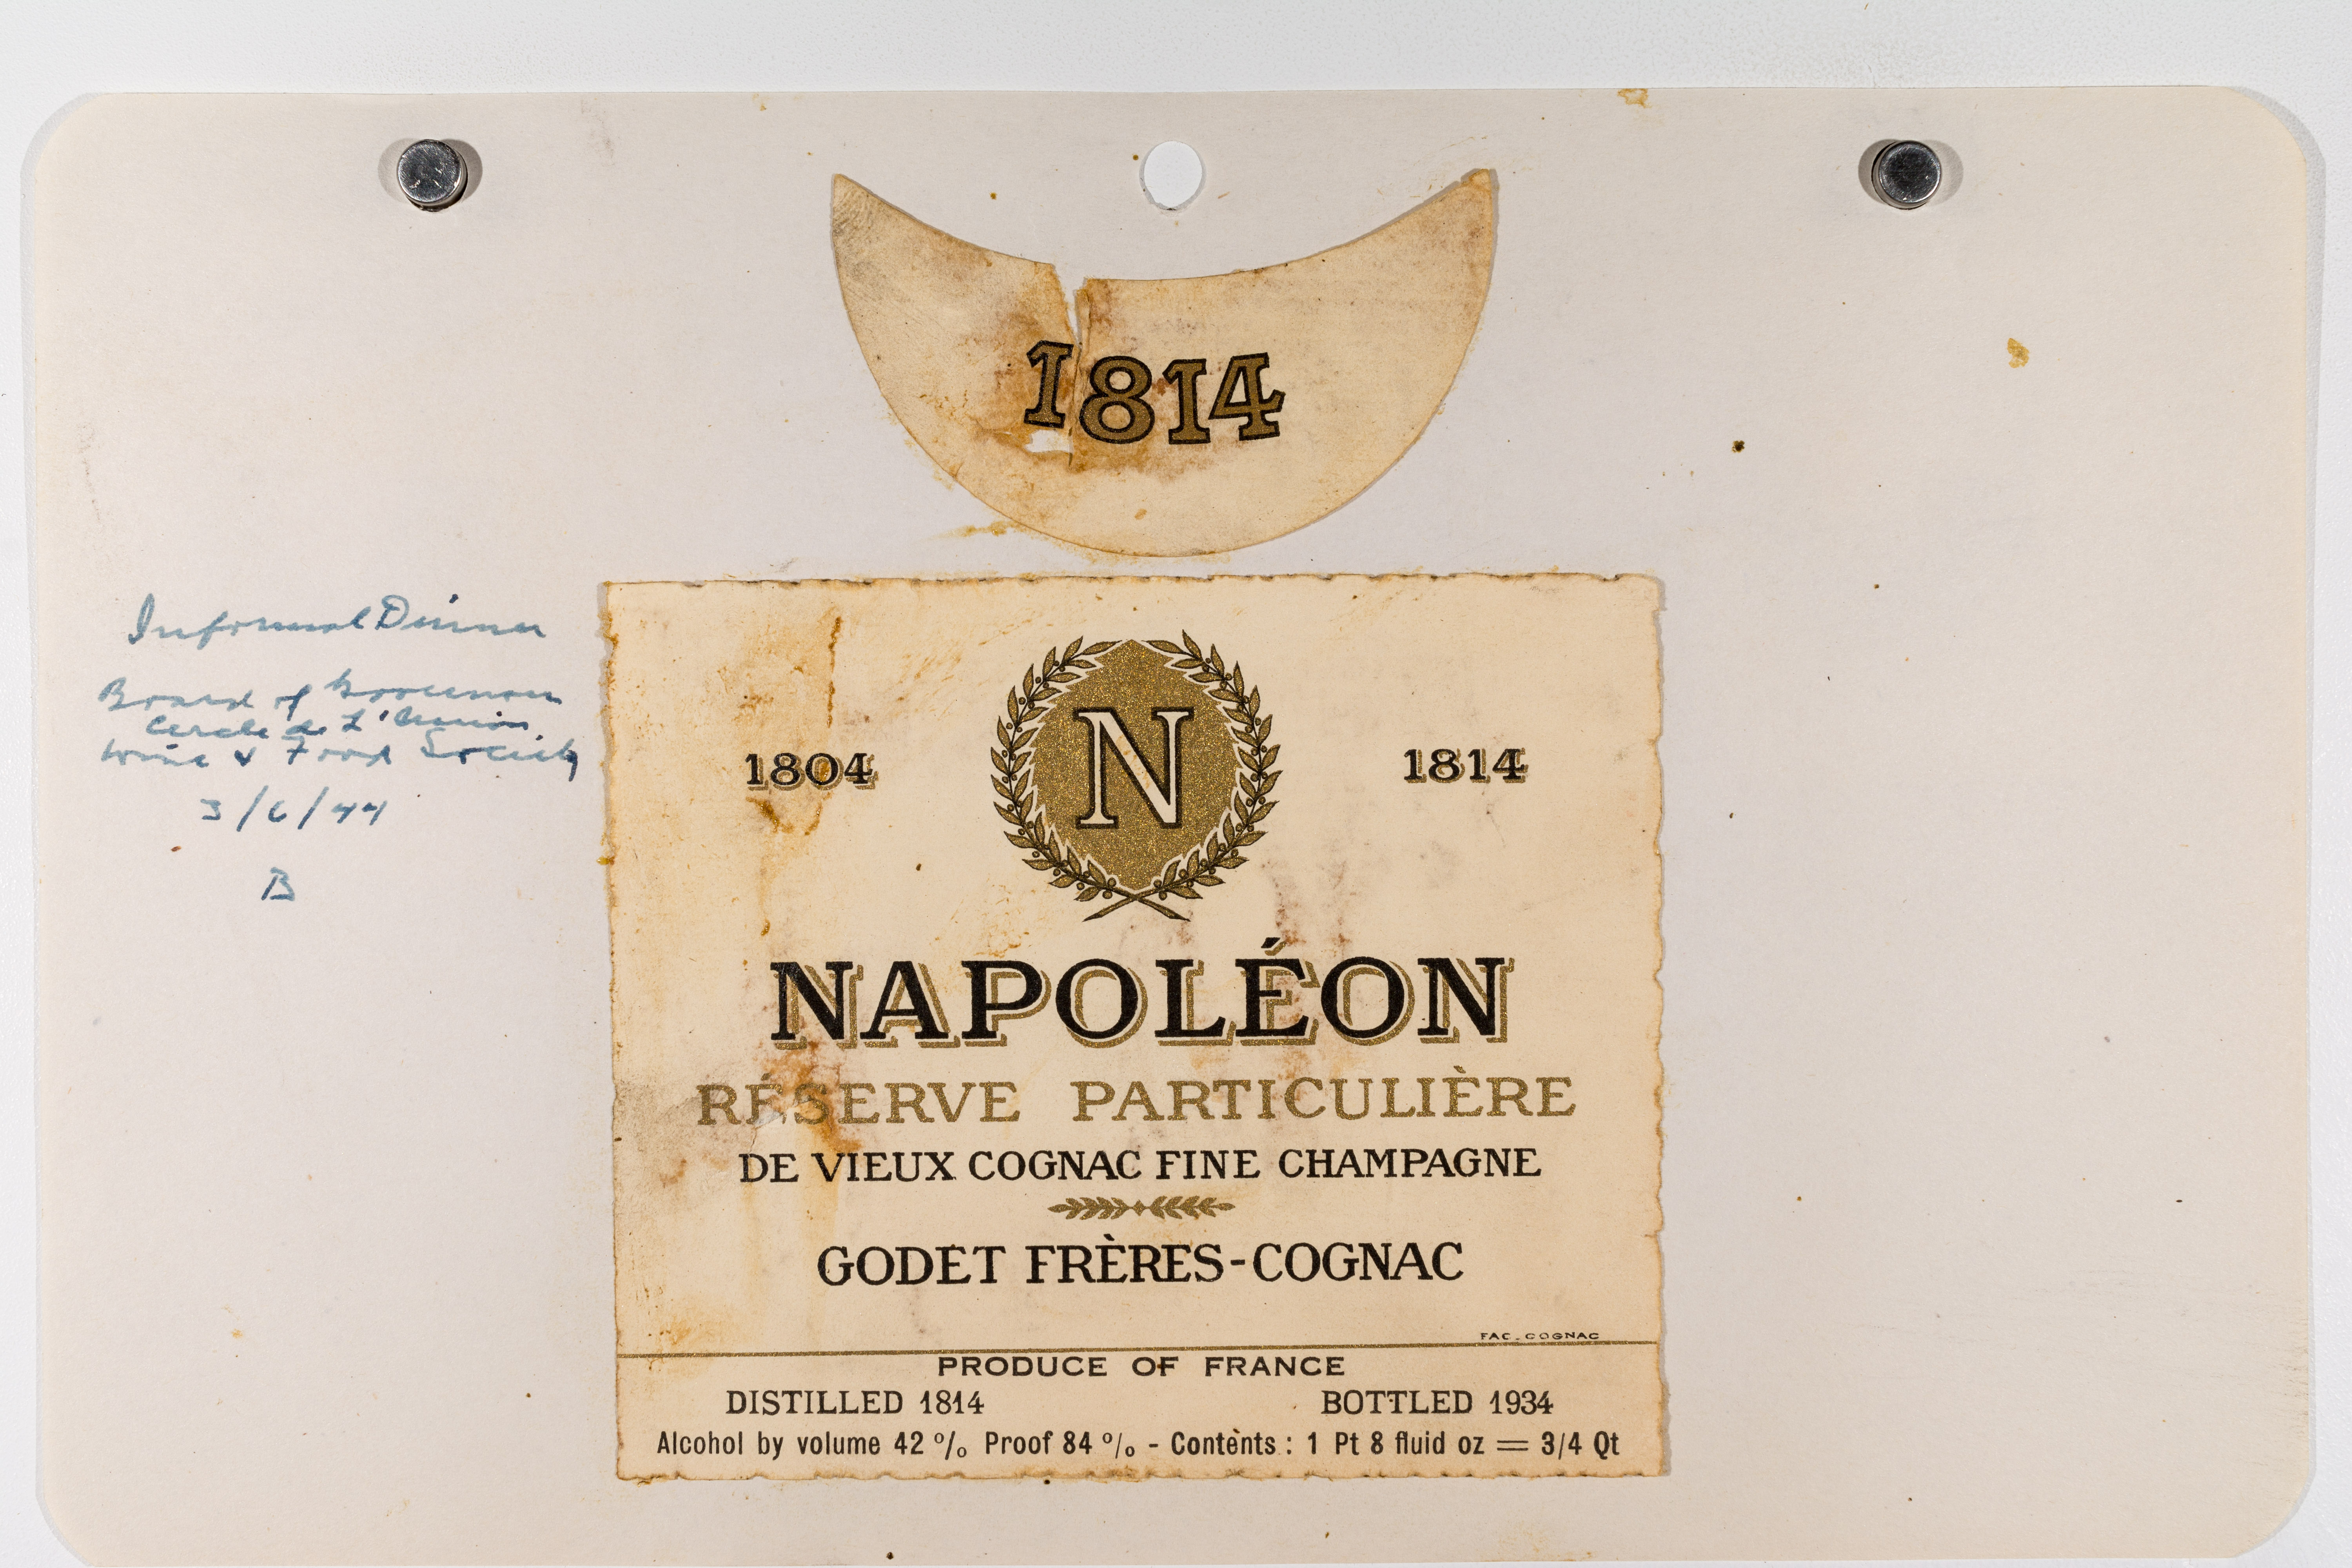 1814
Informal Dinner
Board of Governors
Cercle de L'Union
Wine & Food Society
3/6/44
B
1804 N 1814
NAPOLÉON
RÉSERVE PARTICULIÈRE
DE VIEUX COGNAC FINE CHAMPAGNE
GODET FRÈRES-COGNAC
FAC_COGNAC
PRODUCE OF FRANCE
DISTILLED 1814 BOTTLED 1934
Alcohol by volume 42 % Proof 84 % - Contents : 1 Pt 8 fluid oz = 3/4 Qt